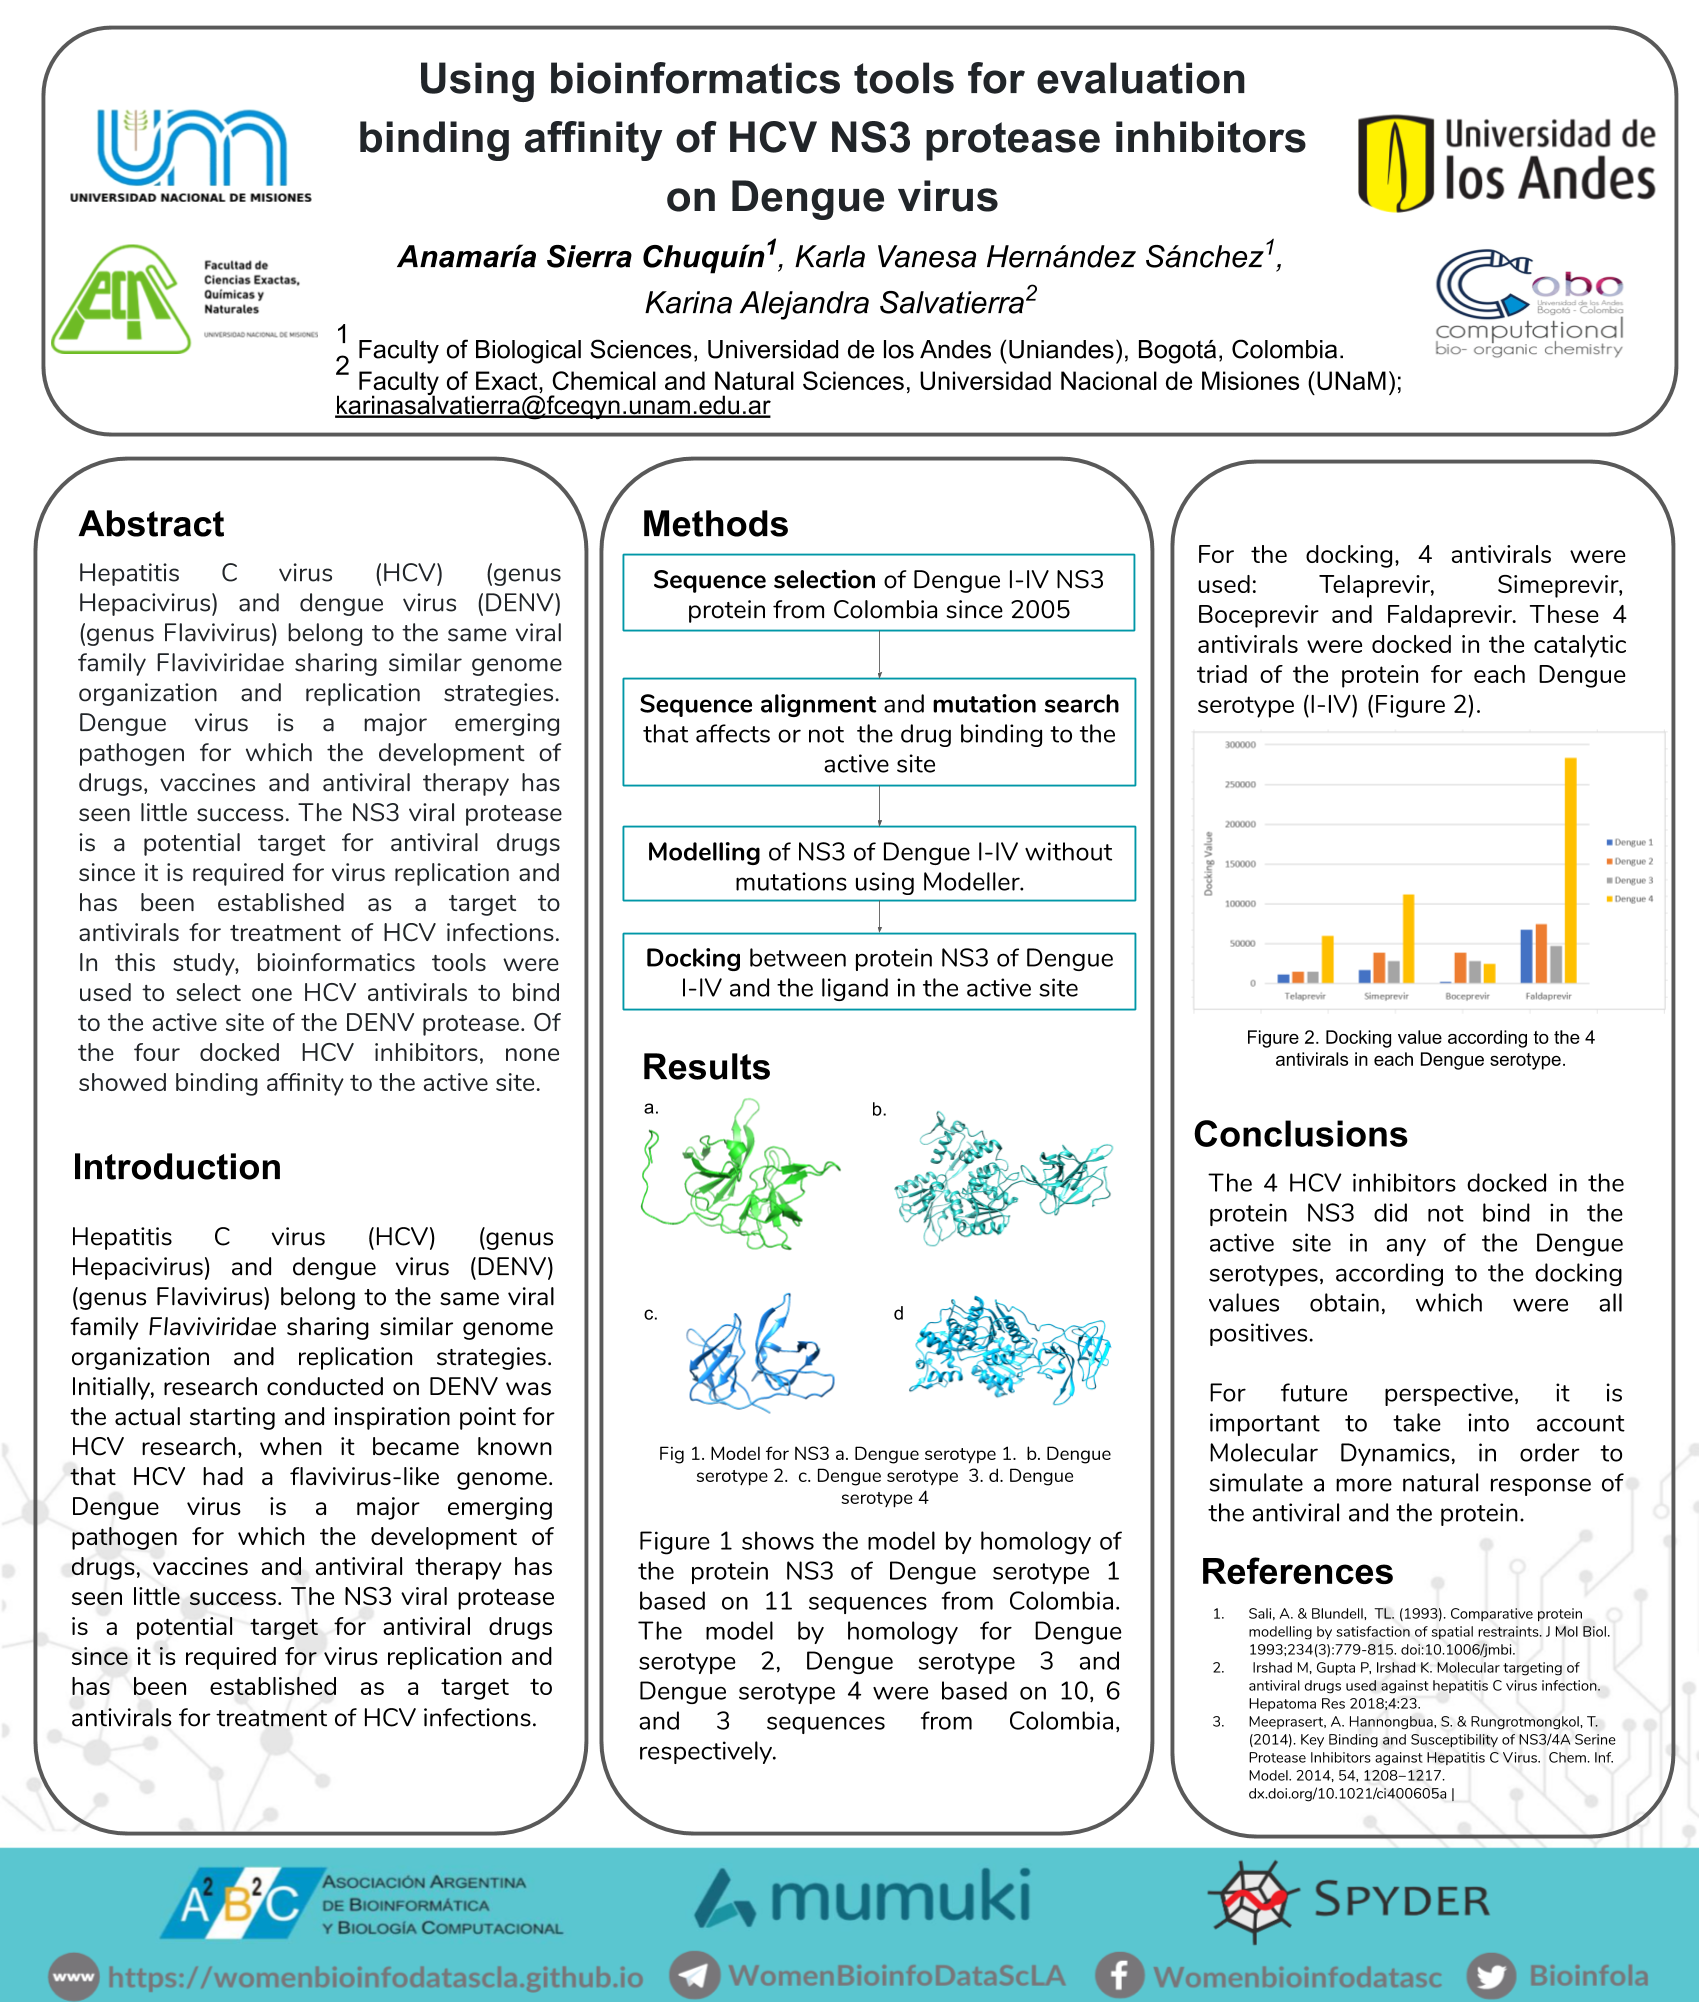 Using bioinformatics tools for evaluation
binding affinity of HCV NS3 protease inhibitors
on Dengue virus
Anamaría Sierra Chuquín1, Karla Vanesa Hernández Sánchez1,
Karina Alejandra Salvatierra2
1 Faculty of Biological Sciences, Universidad de los Andes (Uniandes), Bogotá, Colombia.
2 Faculty of Exact, Chemical and Natural Sciences, Universidad Nacional de Misiones (UNaM);
karinasalvatierra@fceqyn.unam.edu.ar
UNIVERSIDAD NACIONAL DE MISIONES
Facultad de
Ciencias Exactas,
Químicas y
Naturales
UNIVERSIDAD NACIONAL DE MISIONES
Universidad de
los Andes
Cobo
Universidad de los Andes
Bogotá - Colombia
computational
bio- organic chemistry
Abstract
Hepatitis C virus (HCV) (genus
Hepacivirus) and dengue virus (DENV)
(genus Flavivirus) belong to the same viral
family Flaviviridae sharing similar genome
organization and replication strategies.
Dengue virus is a major emerging
pathogen for which the development of
drugs, vaccines and antiviral therapy has
seen little success. The NS3 viral protease
is a potential target for antiviral drugs
since it is required for virus replication and
has been established as a target to
antivirals for treatment of HCV infections.
In this study, bioinformatics tools were
used to select one HCV antivirals to bind
to the active site of the DENV protease. Of
the four docked HCV inhibitors, none
showed binding affinity to the active site.
Introduction
Hepatitis C virus (HCV) (genus
Hepacivirus) and dengue virus (DENV)
(genus Flavivirus) belong to the same viral
family Flaviviridae sharing similar genome
organization and replication strategies.
Initially, research conducted on DENV was
the actual starting and inspiration point for
HCV research, when it became known
that HCV had a flavivirus-like genome.
Dengue virus is a major emerging
pathogen for which the development of
drugs, vaccines and antiviral therapy has
seen little success. The NS3 viral protease
is a potential target for antiviral drugs
since it is required for virus replication and
has been established as a target to
antivirals for treatment of HCV infections.
Methods
Sequence selection of Dengue I-IV NS3
protein from Colombia since 2005
Sequence alignment and mutation search
that affects or not the drug binding to the
active site
Modelling of NS3 of Dengue I-IV without
mutations using Modeller.
Docking between protein NS3 of Dengue
I-IV and the ligand in the active site
Results
a.
b.
c.
d
Fig 1. Model for NS3 a. Dengue serotype 1. b. Dengue
serotype 2. c. Dengue serotype 3. d. Dengue
serotype 4
Figure 1 shows the model by homology of
the protein NS3 of Dengue serotype 1
based on 11 sequences from Colombia.
The model by homology for Dengue
serotype 2, Dengue serotype 3 and
Dengue serotype 4 were based on 10, 6
and 3 sequences from Colombia,
respectively.
For the docking, 4 antivirals were
used: Telaprevir, Simeprevir,
Boceprevir and Faldaprevir. These 4
antivirals were docked in the catalytic
triad of the protein for each Dengue
serotype (I-IV) (Figure 2).
300000
250000
200000
150000
100000
50000
0
Docking Value
Telaprevir
Simeprevir
Boceprevir
Faldaprevir
Dengue 1
Dengue 2
Dengue 3
Dengue 4
Figure 2. Docking value according to the 4
antivirals in each Dengue serotype.
Conclusions
The 4 HCV inhibitors docked in the
protein NS3 did not bind in the
active site in any of the Dengue
serotypes, according to the docking
values obtain, which were all
positives.
For future perspective, it is
important to take into account
Molecular Dynamics, in order to
simulate a more natural response of
the antiviral and the protein.
References
1. Sali, A. & Blundell, TL. (1993). Comparative protein
modelling by satisfaction of spatial restraints. J Mol Biol.
1993;234(3):779-815. doi:10.1006/jmbi.
2. Irshad M, Gupta P, Irshad K. Molecular targeting of
antiviral drugs used against hepatitis C virus infection.
Hepatoma Res 2018;4:23.
3. Meeprasert, A. Hannongbua, S. & Rungrotmongkol, T.
(2014). Key Binding and Susceptibility of NS3/4A Serine
Protease Inhibitors against Hepatitis C Virus. Chem. Inf.
Model. 2014, 54, 1208−1217.
dx.doi.org/10.1021/ci400605a |
A2B2C
ASOCIACIÓN ARGENTINA
DE BIOINFORMÁTICA
Y BIOLOGÍA COMPUTACIONAL
mumuki
SPYDER
www https://womenbioinfodatascla.github.io
WomenBioinfoDataScLA
Womenbioinfodatasc
Bioinfola